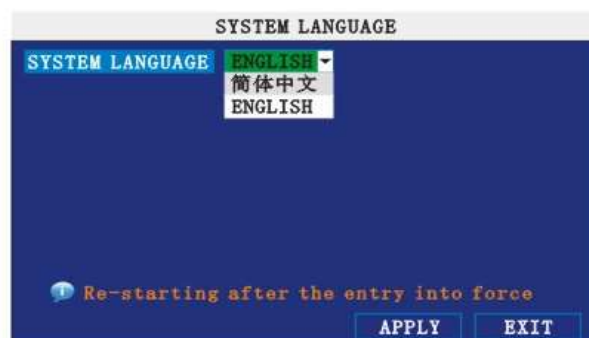 SYSTEM LANGUAGE
SYSTEM LANGUAGE ENGLISH
简体中文
ENGLISH
Re-starting after the entry into force
APPLY EXIT